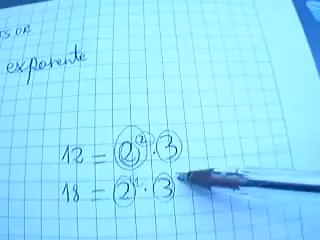 exponente
12 = 2² · 3
18 = 2¹ · 3